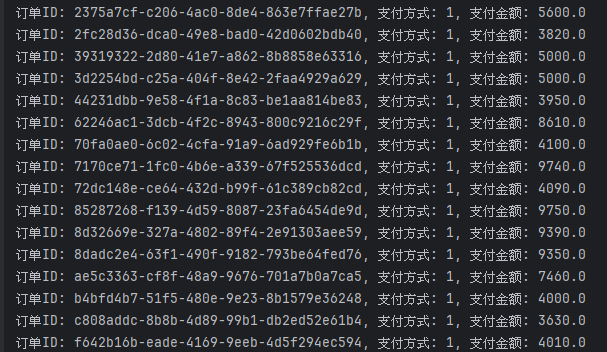 订单ID: 2375a7cf-c206-4ac0-8de4-863e7ffae27b, 支付方式: 1, 支付金额: 5600.0
订单ID: 2fc28d36-dca0-49e8-bad0-42d0602bdb40, 支付方式: 1, 支付金额: 3820.0
订单ID: 39319322-2d80-41e7-a862-8b8858e63316, 支付方式: 1, 支付金额: 5000.0
订单ID: 3d2254bd-c25a-404f-8e42-2faa4929a629, 支付方式: 1, 支付金额: 5000.0
订单ID: 44231dbb-9e58-4f1a-8c83-be1aa814be83, 支付方式: 1, 支付金额: 3950.0
订单ID: 62246ac1-3dcb-4f2c-8943-800c9216c29f, 支付方式: 1, 支付金额: 8610.0
订单ID: 70fa0ae0-6c02-4cfa-91a9-6ad929fe6b1b, 支付方式: 1, 支付金额: 4100.0
订单ID: 7170ce71-1fc0-4b6e-a339-67f525536dcd, 支付方式: 1, 支付金额: 9740.0
订单ID: 72dc148e-ce64-432d-b99f-61c389cb82cd, 支付方式: 1, 支付金额: 4090.0
订单ID: 85287268-f139-4d59-8087-23fa6454de9d, 支付方式: 1, 支付金额: 9750.0
订单ID: 8d32669e-327a-4802-89f4-2e91303aee59, 支付方式: 1, 支付金额: 9390.0
订单ID: 8dadc2e4-63f1-490f-9182-793be64fed76, 支付方式: 1, 支付金额: 9350.0
订单ID: ae5c3363-cf8f-48a9-9676-701a7b0a7ca5, 支付方式: 1, 支付金额: 7460.0
订单ID: b4bfd4b7-51f5-480e-9e23-8b1579e36248, 支付方式: 1, 支付金额: 4000.0
订单ID: c808addc-8b8b-4d89-99b1-db2ed52e61b4, 支付方式: 1, 支付金额: 3630.0
订单ID: f642b16b-eade-4169-9eeb-4d5f294ec594, 支付方式: 1, 支付金额: 4010.0